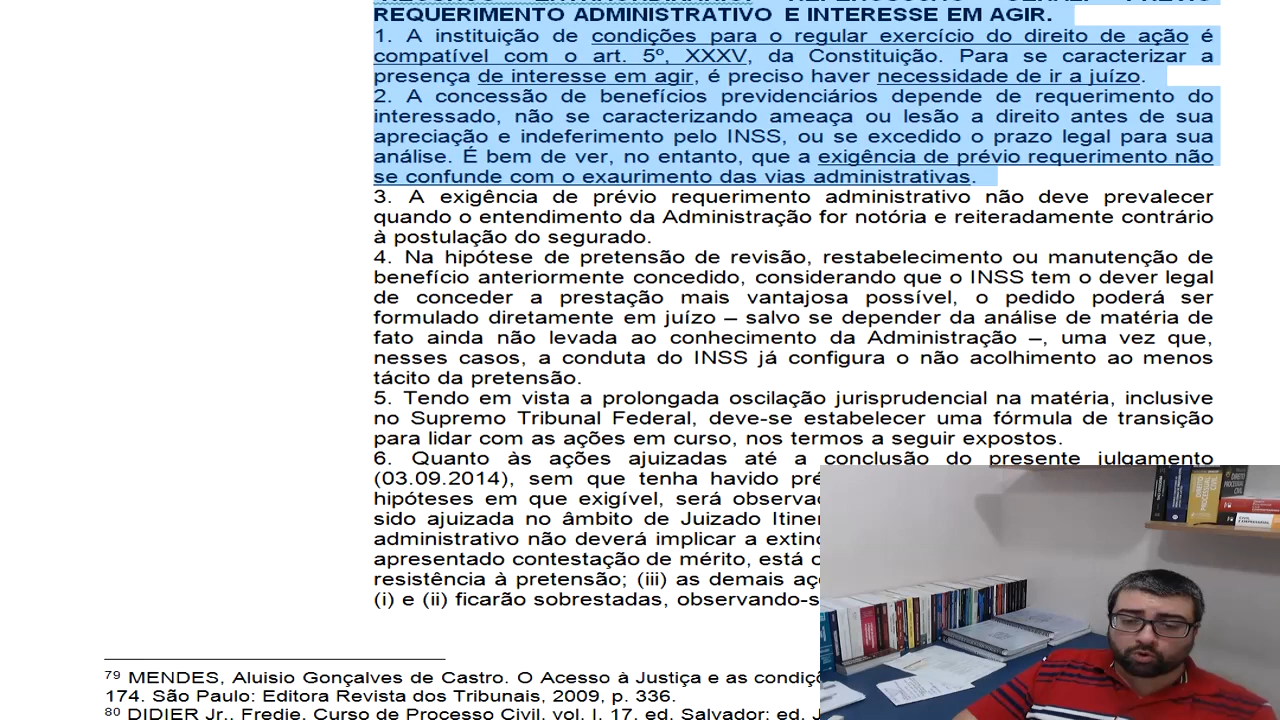 RECURSO EXTRAORDINÁRIO. REPERCUSSÃO GERAL. PRÉVIO
REQUERIMENTO ADMINISTRATIVO E INTERESSE EM AGIR.
1. A instituição de condições para o regular exercício do direito de ação é
compatível com o art. 5º, XXXV, da Constituição. Para se caracterizar a
presença de interesse em agir, é preciso haver necessidade de ir a juízo.
2. A concessão de benefícios previdenciários depende de requerimento do
interessado, não se caracterizando ameaça ou lesão a direito antes de sua
apreciação e indeferimento pelo INSS, ou se excedido o prazo legal para sua
análise. É bem de ver, no entanto, que a exigência de prévio requerimento não
se confunde com o exaurimento das vias administrativas.
3. A exigência de prévio requerimento administrativo não deve prevalecer
quando o entendimento da Administração for notória e reiteradamente contrário
à postulação do segurado.
4. Na hipótese de pretensão de revisão, restabelecimento ou manutenção de
benefício anteriormente concedido, considerando que o INSS tem o dever legal
de conceder a prestação mais vantajosa possível, o pedido poderá ser
formulado diretamente em juízo – salvo se depender da análise de matéria de
fato ainda não levada ao conhecimento da Administração –, uma vez que,
nesses casos, a conduta do INSS já configura o não acolhimento ao menos
tácito da pretensão.
5. Tendo em vista a prolongada oscilação jurisprudencial na matéria, inclusive
no Supremo Tribunal Federal, deve-se estabelecer uma fórmula de transição
para lidar com as ações em curso, nos termos a seguir expostos.
6. Quanto às ações ajuizadas até a conclusão do presente julgamento
(03.09.2014), sem que tenha havido pré
hipóteses em que exigível, será observad
sido ajuizada no âmbito de Juizado Itiner
administrativo não deverá implicar a extinç
apresentado contestação de mérito, está c
resistência à pretensão; (iii) as demais açõ
(i) e (ii) ficarão sobrestadas, observando-s
79 MENDES, Aluisio Gonçalves de Castro. O Acesso à Justiça e as condiçõ
174. São Paulo: Editora Revista dos Tribunais, 2009, p. 336.
80 DIDIER Jr., Fredie. Curso de Processo Civil, vol. I, 17. ed. Salvador: ed. J